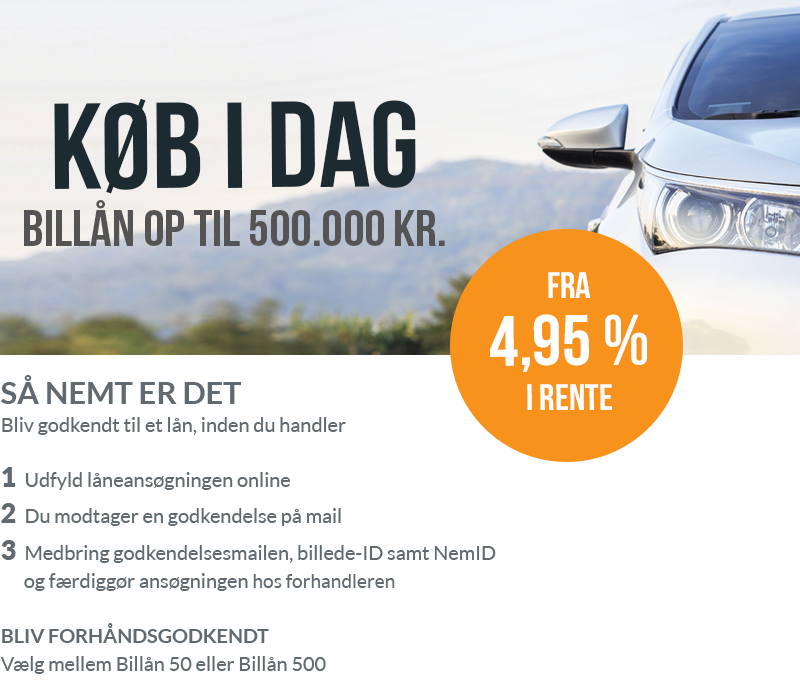 KØB I DAG
BILLÅN OP TIL 500.000 KR.
FRA
4,95 %
I RENTE
SÅ NEMT ER DET
Bliv godkendt til et lån, inden du handler
1 Udfyld låneansøgningen online
2 Du modtager en godkendelse på mail
3 Medbring godkendelsesmailen, billede-ID samt NemID
og færdiggør ansøgningen hos forhandleren
BLIV FORHÅNDSGODKENDT
Vælg mellem Billån 50 eller Billån 500